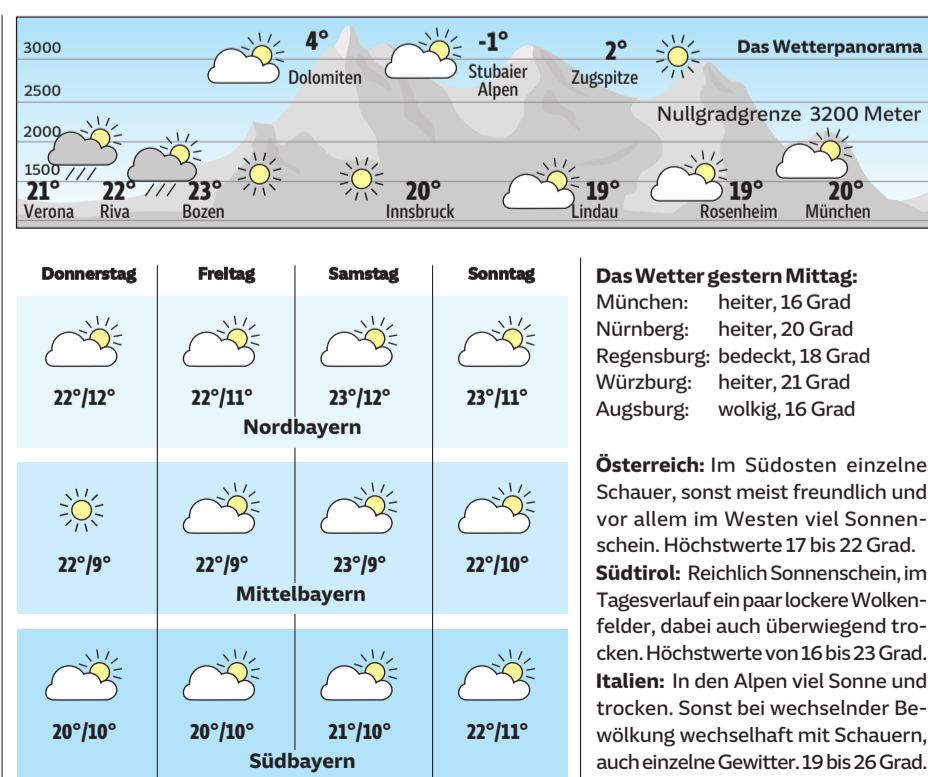 3000
4°
-1°
2°
Das Wetterpanorama
Dolomiten
Stubaier
Alpen
Zugspitze
2500
Nullgradgrenze 3200 Meter
2000
1500
21°
22°
23°
20°
19°
19°
20°
Verona
Riva
Bozen
Innsbruck
Lindau
Rosenheim
München
Donnerstag
Freitag
Samstag
Sonntag
22°/12°
22°/11°
23°/12°
23°/11°
Nordbayern
22°/9°
22°/9°
23°/9°
22°/10°
Mittelbayern
20°/10°
20°/10°
21°/10°
22°/11°
Südbayern
Das Wetter gestern Mittag:
München: heiter, 16 Grad
Nürnberg: heiter, 20 Grad
Regensburg: bedeckt, 18 Grad
Würzburg: heiter, 21 Grad
Augsburg: wolkig, 16 Grad
Österreich: Im Südosten einzelne
Schauer, sonst meist freundlich und
vor allem im Westen viel Sonnen-
schein. Höchstwerte 17 bis 22 Grad.
Südtirol: Reichlich Sonnenschein, im
Tagesverlauf ein paar lockere Wolken-
felder, dabei auch überwiegend tro-
cken. Höchstwerte von 16 bis 23 Grad.
Italien: In den Alpen viel Sonne und
trocken. Sonst bei wechselnder Be-
wölkung wechselhaft mit Schauern,
auch einzelne Gewitter. 19 bis 26 Grad.